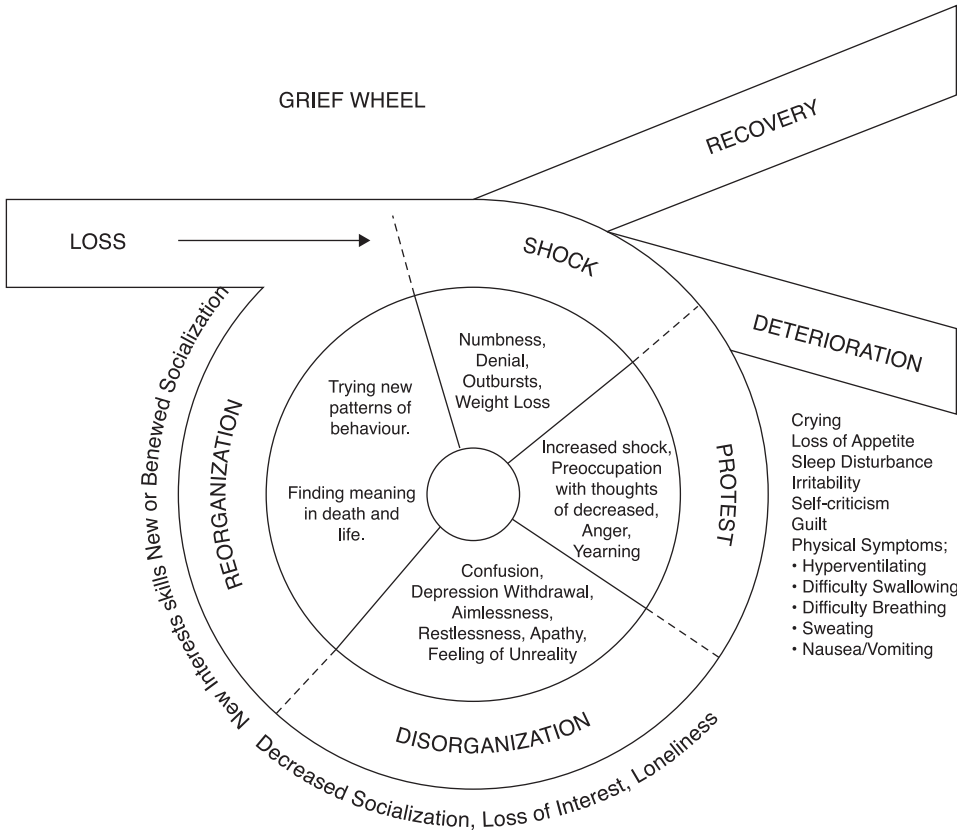 GRIEF WHEEL
RECOVERY
LOSS
SHOCK
DETERIORATION
Numbness,
Denial,
Outbursts,
Weight Loss
Trying new
patterns of
behaviour.
Finding meaning
in death and
life.
REORGANIZATION
New Interests skills New or Benewed Socialization
Increased shock,
Preoccupation
with thoughts
of decreased,
Anger,
Yearning
PROTEST
Crying
Loss of Appetite
Sleep Disturbance
Irritability
Self-criticism
Guilt
Physical Symptoms;
• Hyperventilating
• Difficulty Swallowing
• Difficulty Breathing
• Sweating
• Nausea/Vomiting
Confusion,
Depression Withdrawal,
Aimlessness,
Restlessness, Apathy,
Feeling of Unreality
DISORGANIZATION
Decreased Socialization, Loss of Interest, Loneliness